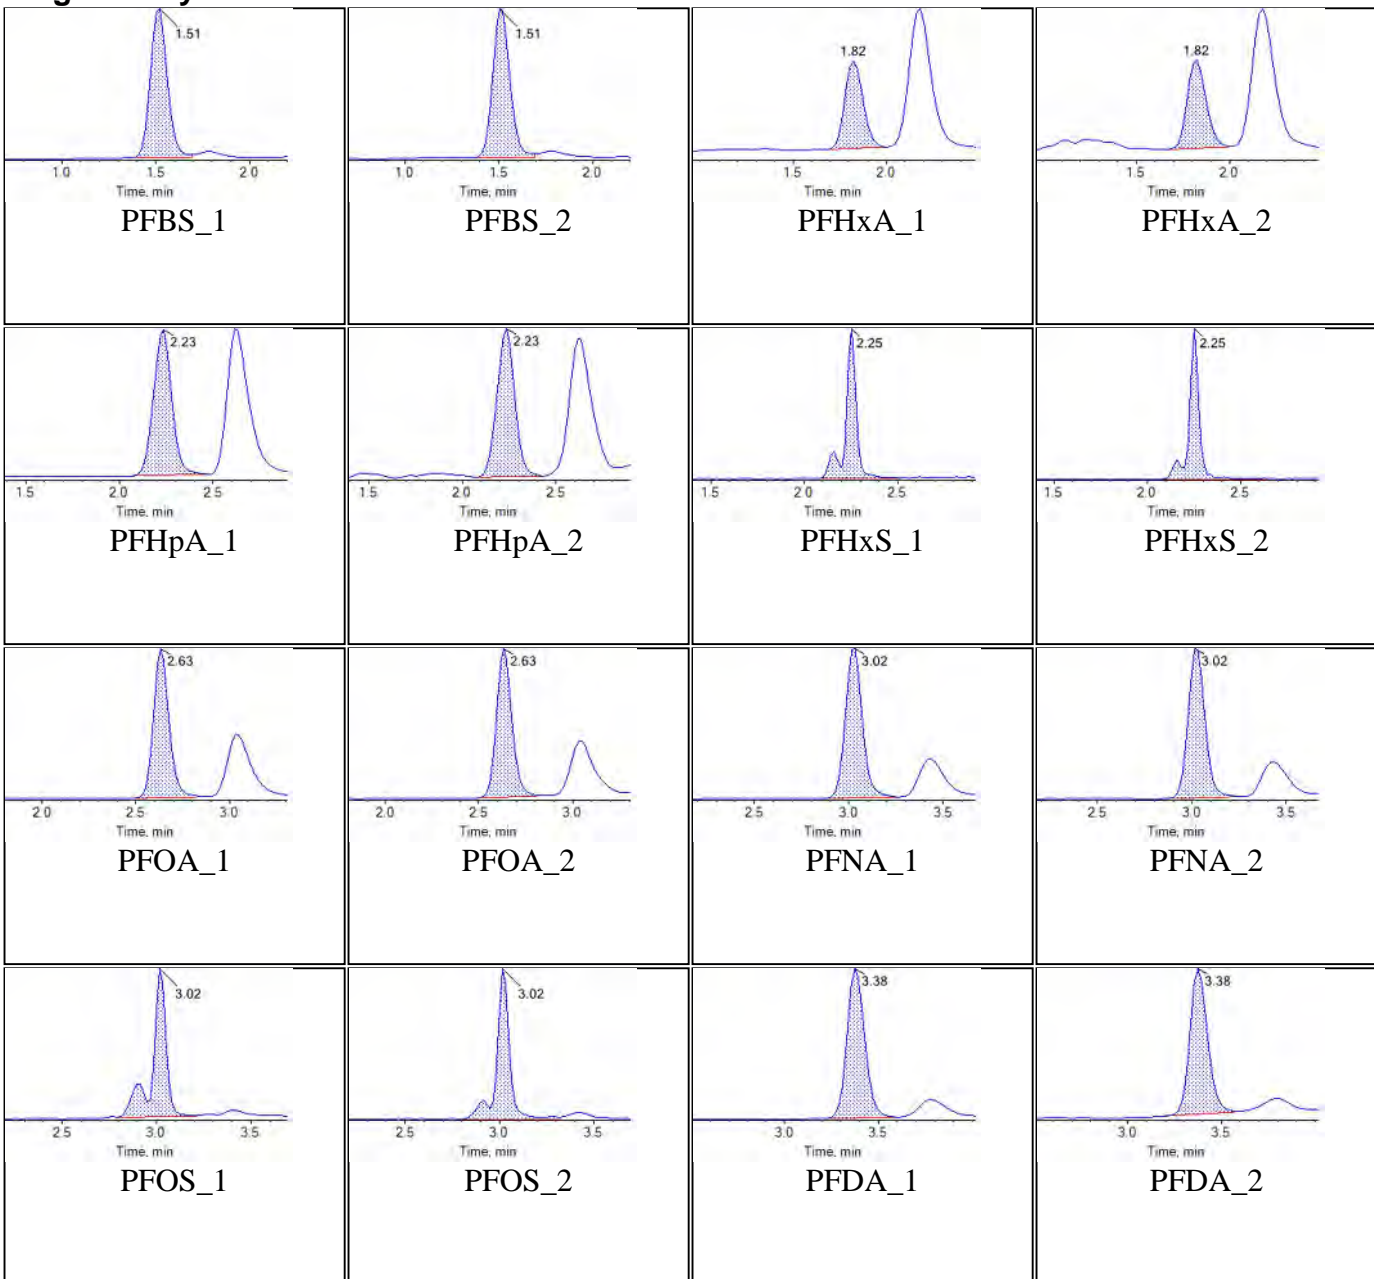 1.51
1.51
1.82
1.82
1.0 1.5 2.0
1.0 1.5 2.0
1.5 2.0
1.5 2.0
Time, min
Time, min
Time, min
Time, min
PFBS_1
PFBS_2
PFHxA_1
PFHxA_2
2.23
2.23
2.25
2.25
1.5 2.0 2.5
1.5 2.0 2.5
1.5 2.0 2.5
1.5 2.0 2.5
Time, min
Time, min
Time, min
Time, min
PFHpA_1
PFHpA_2
PFHxS_1
PFHxS_2
2.63
2.63
3.02
3.02
2.0 2.5 3.0
2.0 2.5 3.0
2.5 3.0 3.5
2.5 3.0 3.5
Time, min
Time, min
Time, min
Time, min
PFOA_1
PFOA_2
PFNA_1
PFNA_2
3.02
3.02
3.38
3.38
2.5 3.0 3.5
2.5 3.0 3.5
3.0 3.5
3.0 3.5
Time, min
Time, min
Time, min
Time, min
PFOS_1
PFOS_2
PFDA_1
PFDA_2